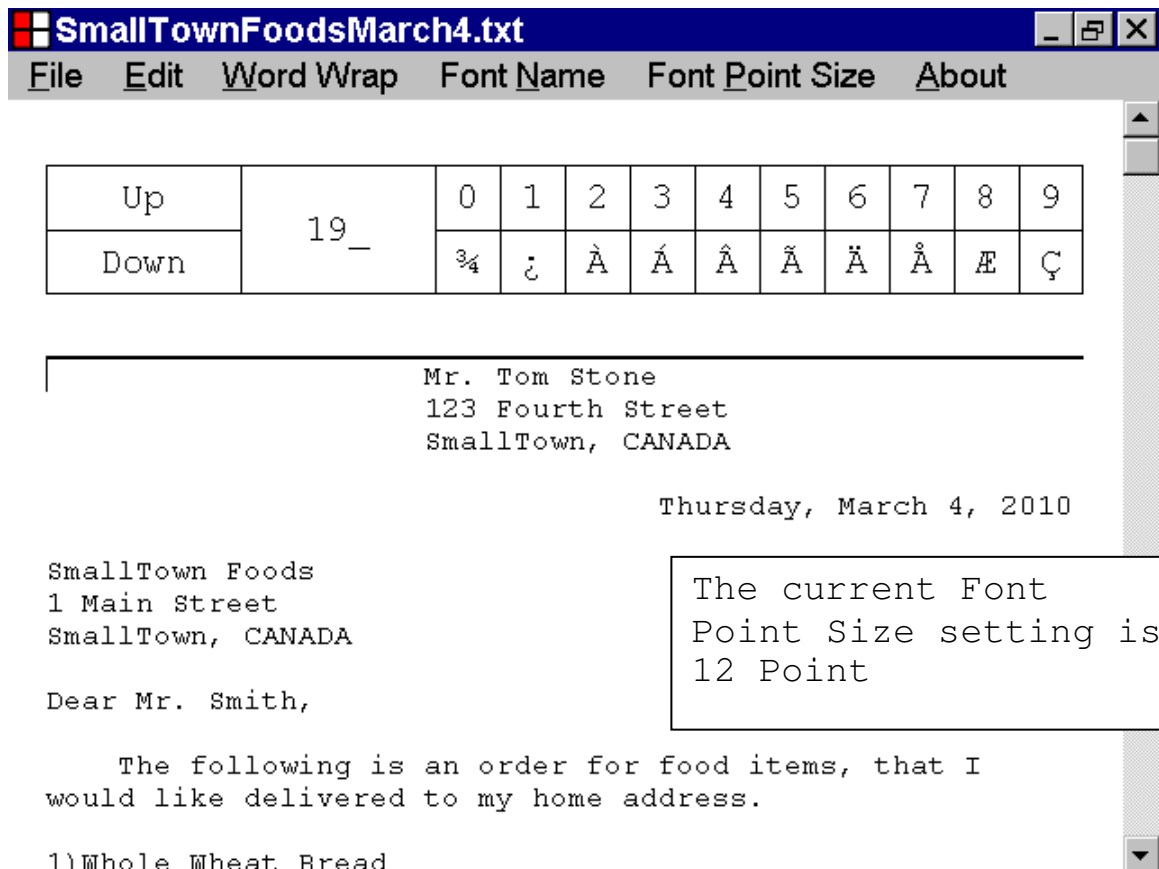 SmallTownFoodsMarch4.txt
File Edit Word Wrap Font Name Font Point Size About
Up 19_ 0 1 2 3 4 5 6 7 8 9
Down ¾ ¿ À Á Â Ã Ä Å Æ Ç
Mr. Tom Stone
123 Fourth Street
SmallTown, CANADA
Thursday, March 4, 2010
SmallTown Foods
1 Main Street
SmallTown, CANADA
The current Font
Point Size setting is
12 Point
Dear Mr. Smith,
The following is an order for food items, that I
would like delivered to my home address.
1)Whole Wheat Bread